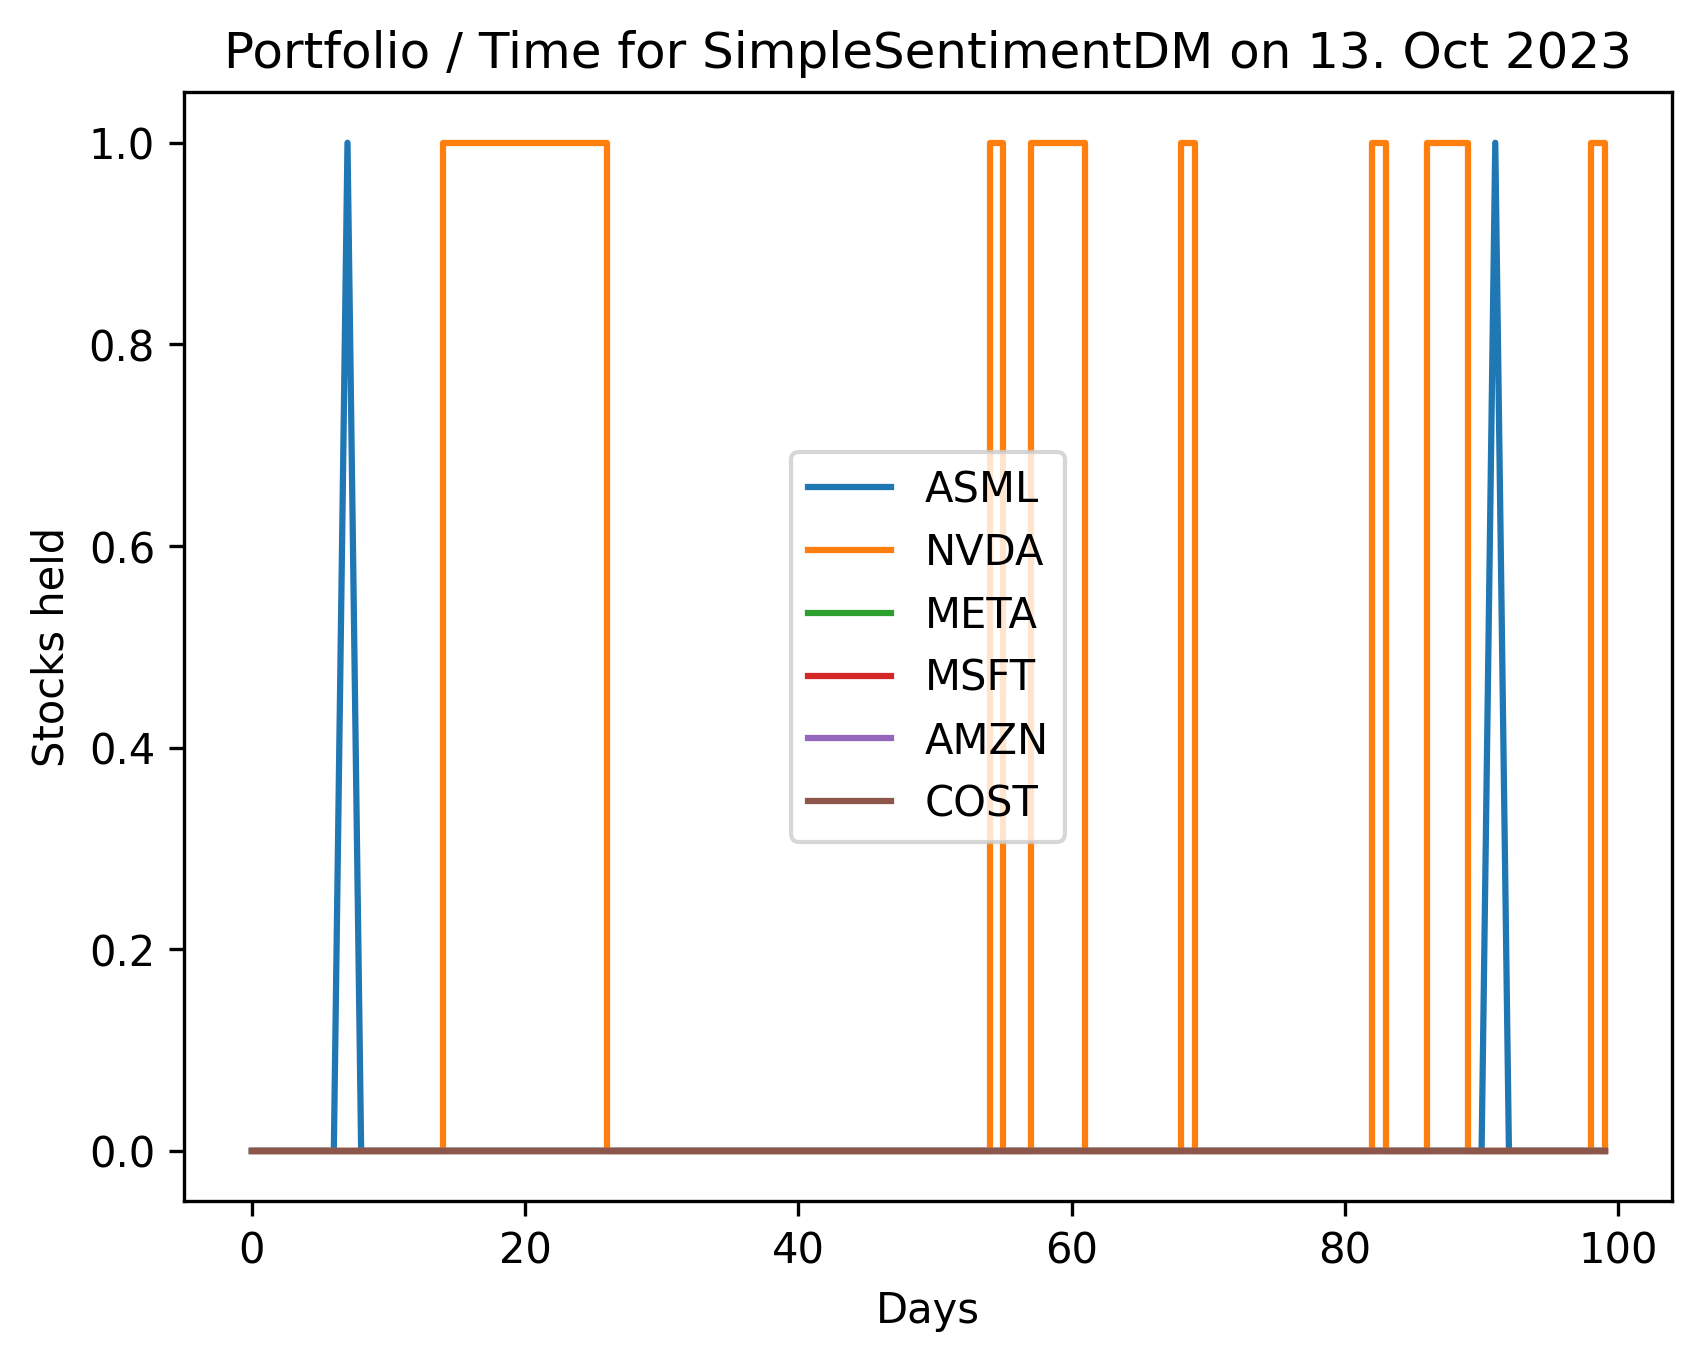 Portfolio / Time for SimpleSentimentDM on 13. Oct 2023
1.0
0.8
0.6
0.4
0.2
0.0
Stocks held
ASML
NVDA
META
MSFT
AMZN
COST
0 20 40 60 80 100
Days